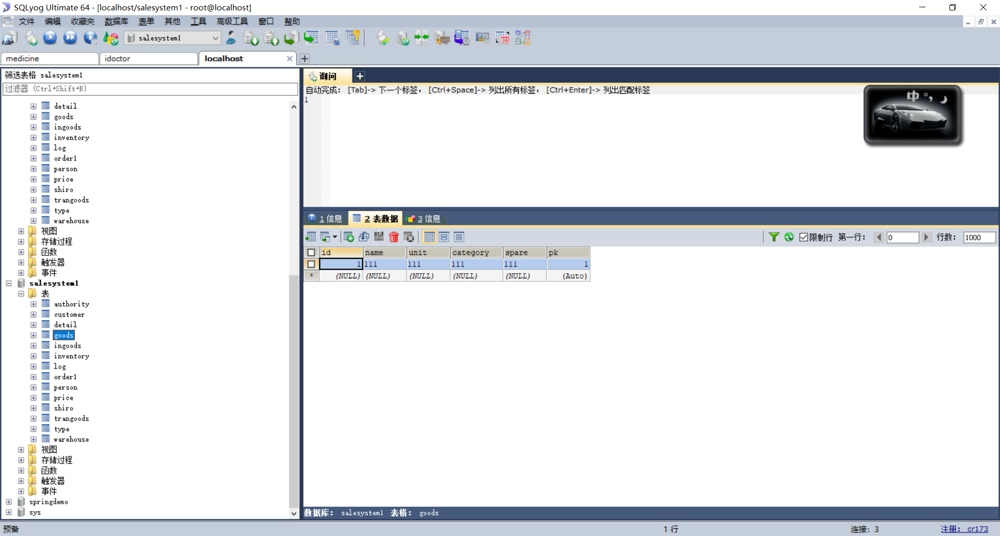 SQLyog Ultimate 64 - [localhost/salesystem1 - root@localhost]
文件 编辑 收藏夹 数据库 表单 其他 工具 高级工具 窗口 帮助
salesystem1
medicine idoctor localhost
筛选表格 salesystem1
过滤器 (Ctrl+Shift+B)
detail
goods
ingoods
inventory
log
order1
person
price
shiro
trangoods
type
warehouse
视图
存储过程
函数
触发器
事件
salesystem1
表
authority
customer
detail
goods
ingoods
inventory
log
order1
person
price
shiro
trangoods
type
warehouse
视图
存储过程
函数
触发器
事件
springdemo
sys
询问
自动完成: [Tab]-> 下一个标签, [Ctrl+Space]-> 列出所有标签, [Ctrl+Enter]-> 列出匹配标签
1
中 °,
1 信息 2 表数据 3 信息
限制行 第一行: 0 行数: 1000
id name unit category spare pk
1 111 111 111 111 1
* (NULL) (NULL) (NULL) (NULL) (NULL) (Auto)
数据库: salesystem1 表格: goods
预备 1 行 连接: 3 注册: cr173